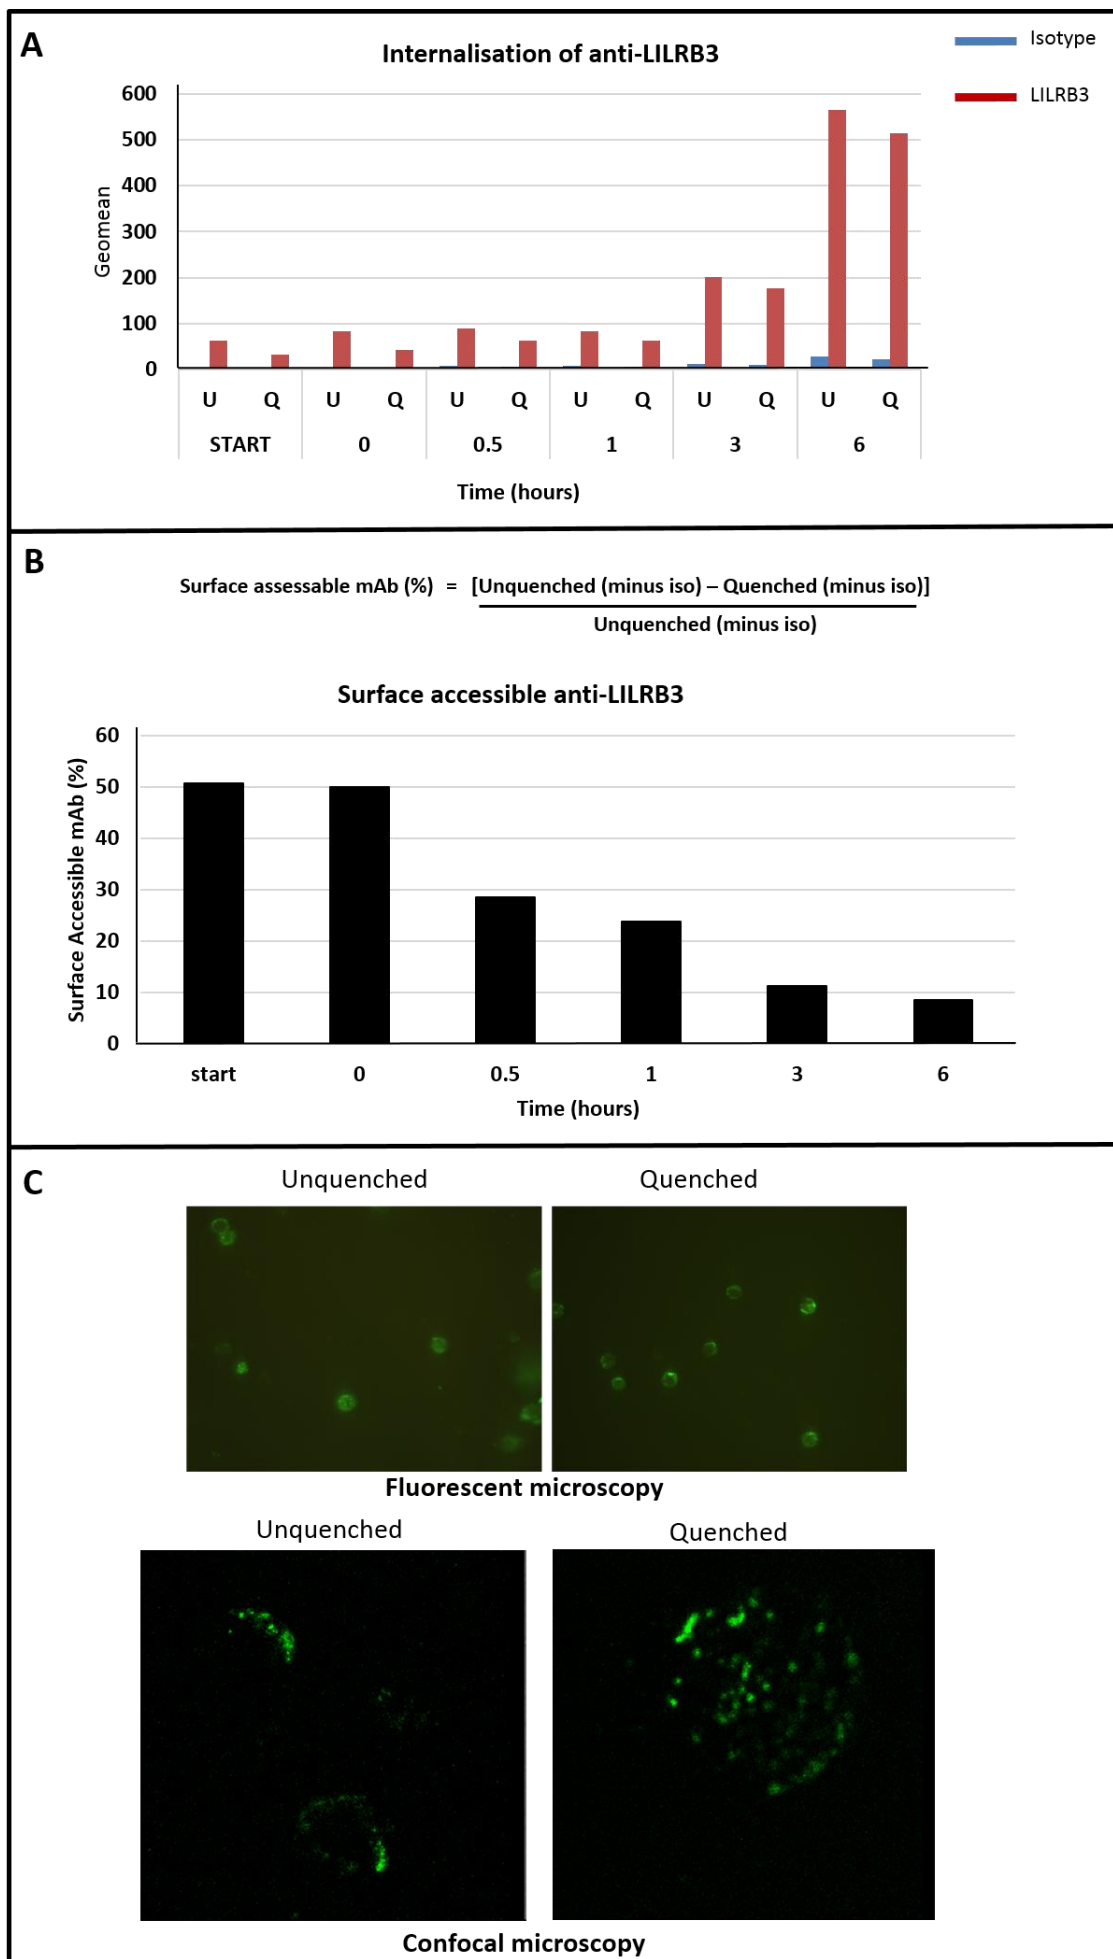 A
Internalisation of anti-LILRB3
Isotype
LILRB3
Geomean
600
500
400
300
200
100
0
U Q U Q U Q U Q U Q U Q
START 0 0.5 1 3 6
Time (hours)
B
Surface assessable mAb (%) = [Unquenched (minus iso) – Quenched (minus iso)]
Unquenched (minus iso)
Surface accessible anti-LILRB3
Surface Accessible mAb (%)
60
50
40
30
20
10
0
start 0 0.5 1 3 6
Time (hours)
C
Unquenched Quenched
Fluorescent microscopy
Unquenched Quenched
Confocal microscopy